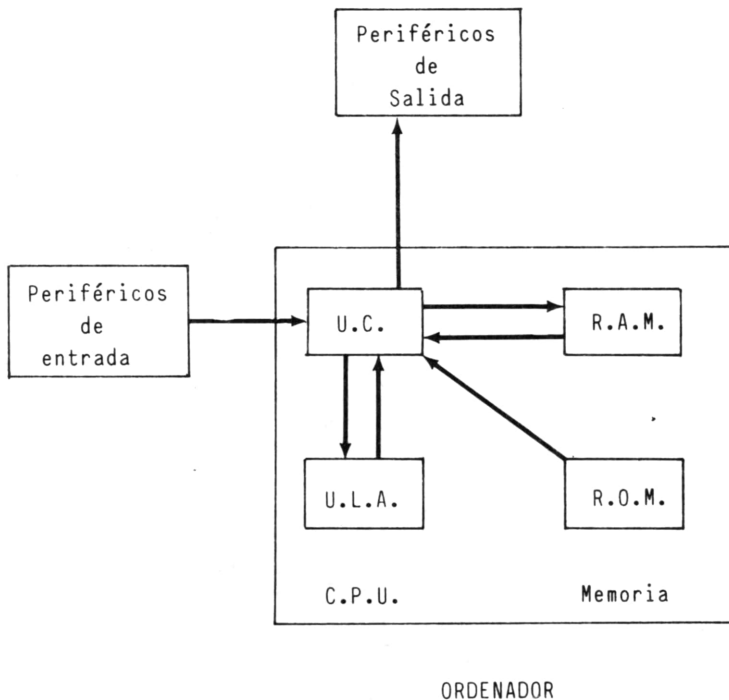 Periféricos
de
Salida
Periféricos
de
entrada
U.C.
R.A.M.
U.L.A.
R.O.M.
C.P.U.
Memoria
ORDENADOR